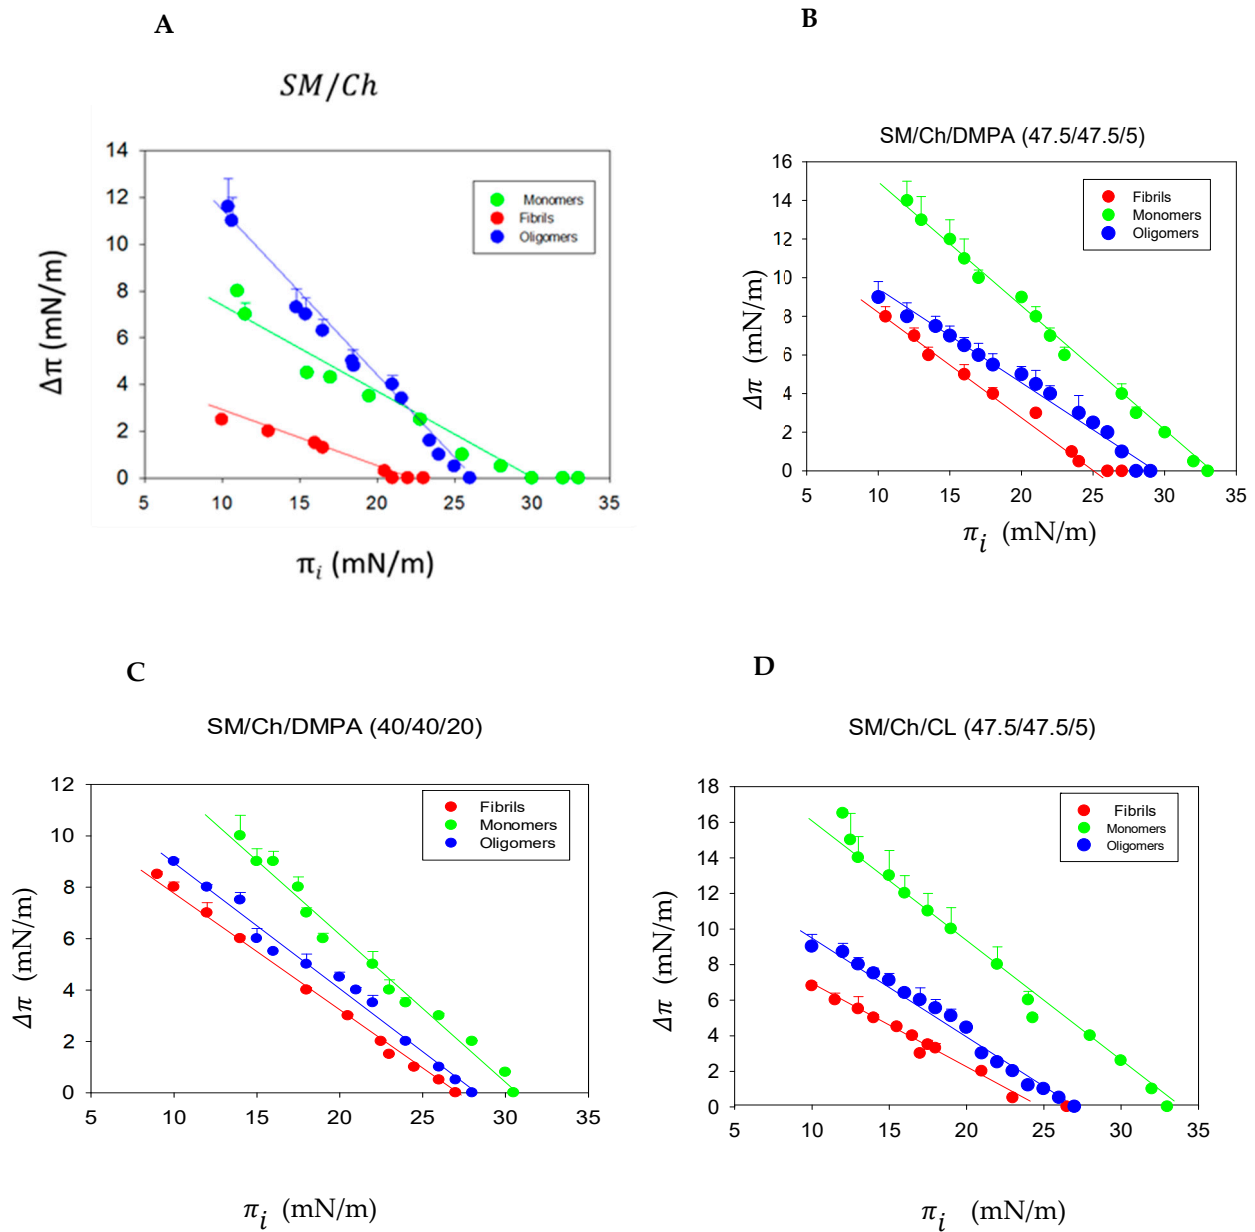 A
SM/Ch
14
12
10
8
6
4
2
0
5
10
15
20
25
30
35
Δπ (mN/m)
πi (mN/m)
Monomers
Fibrils
Oligomers
B
SM/Ch/DMPA (47.5/47.5/5)
16
14
12
10
8
6
4
2
0
5
10
15
20
25
30
35
Δπ (mN/m)
πi (mN/m)
Fibrils
Monomers
Oligomers
C
SM/Ch/DMPA (40/40/20)
12
10
8
6
4
2
0
5
10
15
20
25
30
35
Δπ (mN/m)
πi (mN/m)
Fibrils
Monomers
Oligomers
D
SM/Ch/CL (47.5/47.5/5)
18
16
14
12
10
8
6
4
2
0
5
10
15
20
25
30
35
Δπ (mN/m)
πi (mN/m)
Fibrils
Monomers
Oligomers